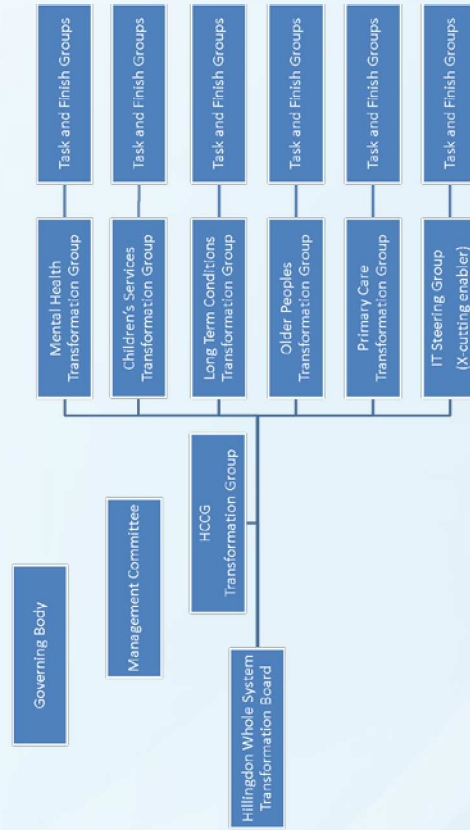 Governing Body
Management Committee
HCCG
Transformation Group
Hillingdon Whole System
Transformation Board
Mental Health
Transformation Group
Children's Services
Transformation Group
Long Term Conditions
Transformation Group
Older Peoples
Transformation Group
Primary Care
Transformation Group
IT Steering Group
(X-cutting enabler)
Task and Finish Groups
Task and Finish Groups
Task and Finish Groups
Task and Finish Groups
Task and Finish Groups
Task and Finish Groups